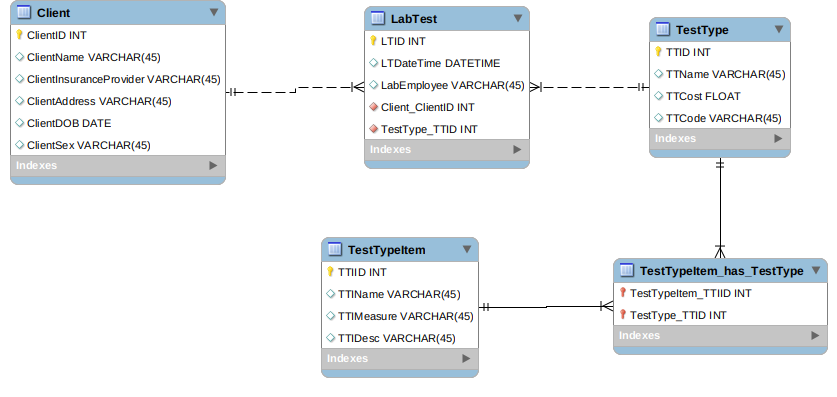 Client
ClientID INT
ClientName VARCHAR(45)
ClientInsuranceProvider VARCHAR(45)
ClientAddress VARCHAR(45)
ClientDOB DATE
ClientSex VARCHAR(45)
Indexes
LabTest
LTID INT
LTDateTime DATETIME
LabEmployee VARCHAR(45)
Client_ClientID INT
TestType_TTID INT
Indexes
TestType
TTID INT
TTName VARCHAR(45)
TTCost FLOAT
TTCode VARCHAR(45)
Indexes
TestTypeItem
TTIID INT
TTIName VARCHAR(45)
TTIMeasure VARCHAR(45)
TTIDesc VARCHAR(45)
Indexes
TestTypeItem_has_TestType
TestTypeItem_TTIID INT
TestType_TTID INT
Indexes